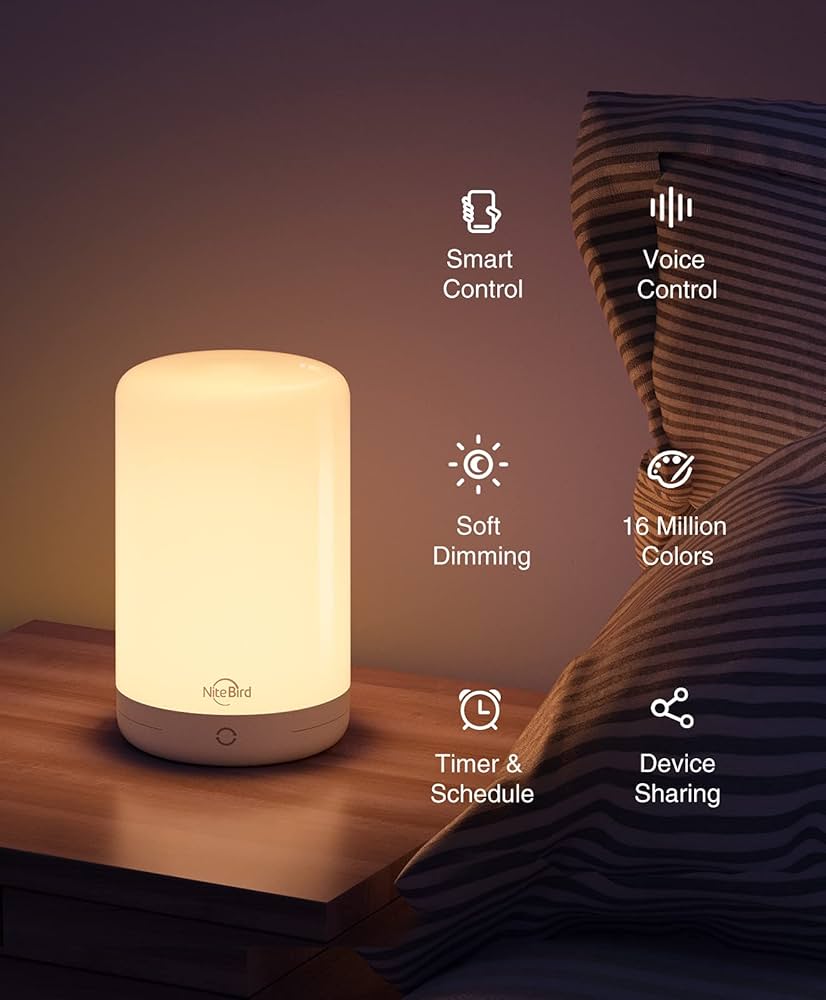 Smart
Control
Voice
Control
Soft
Dimming
16 Million
Colors
NiteBird
Timer &
Schedule
Device
Sharing